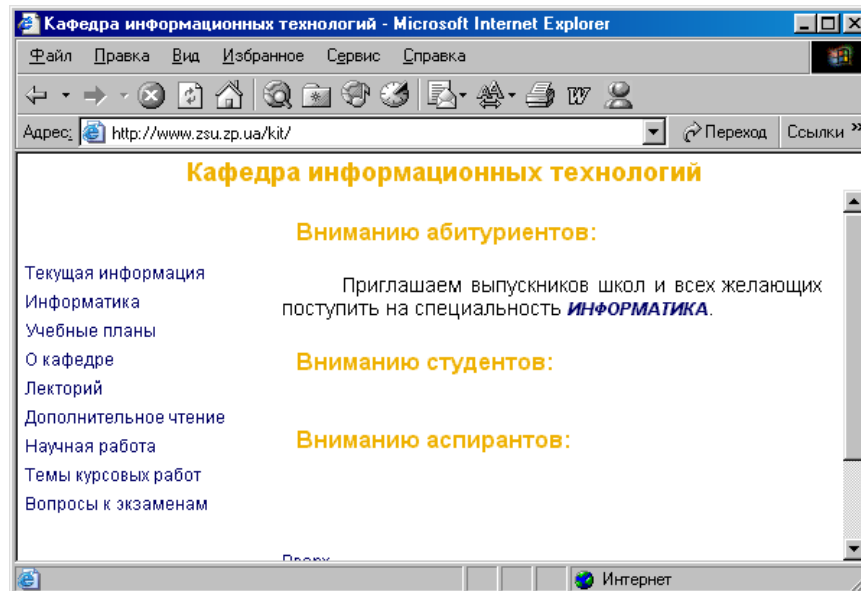 Кафедра информационных технологий - Microsoft Internet Explorer
Файл Правка Вид Избранное Сервис Справка
Адрес: http://www.zsu.zp.ua/kit/ Переход Ссылки »
Кафедра информационных технологий
Вниманию абитуриентов:
Приглашаем выпускников школ и всех желающих
поступить на специальность ИНФОРМАТИКА.
Вниманию студентов:
Вниманию аспирантов:
Текущая информация
Информатика
Учебные планы
О кафедре
Лекторий
Дополнительное чтение
Научная работа
Темы курсовых работ
Вопросы к экзаменам
Интернет